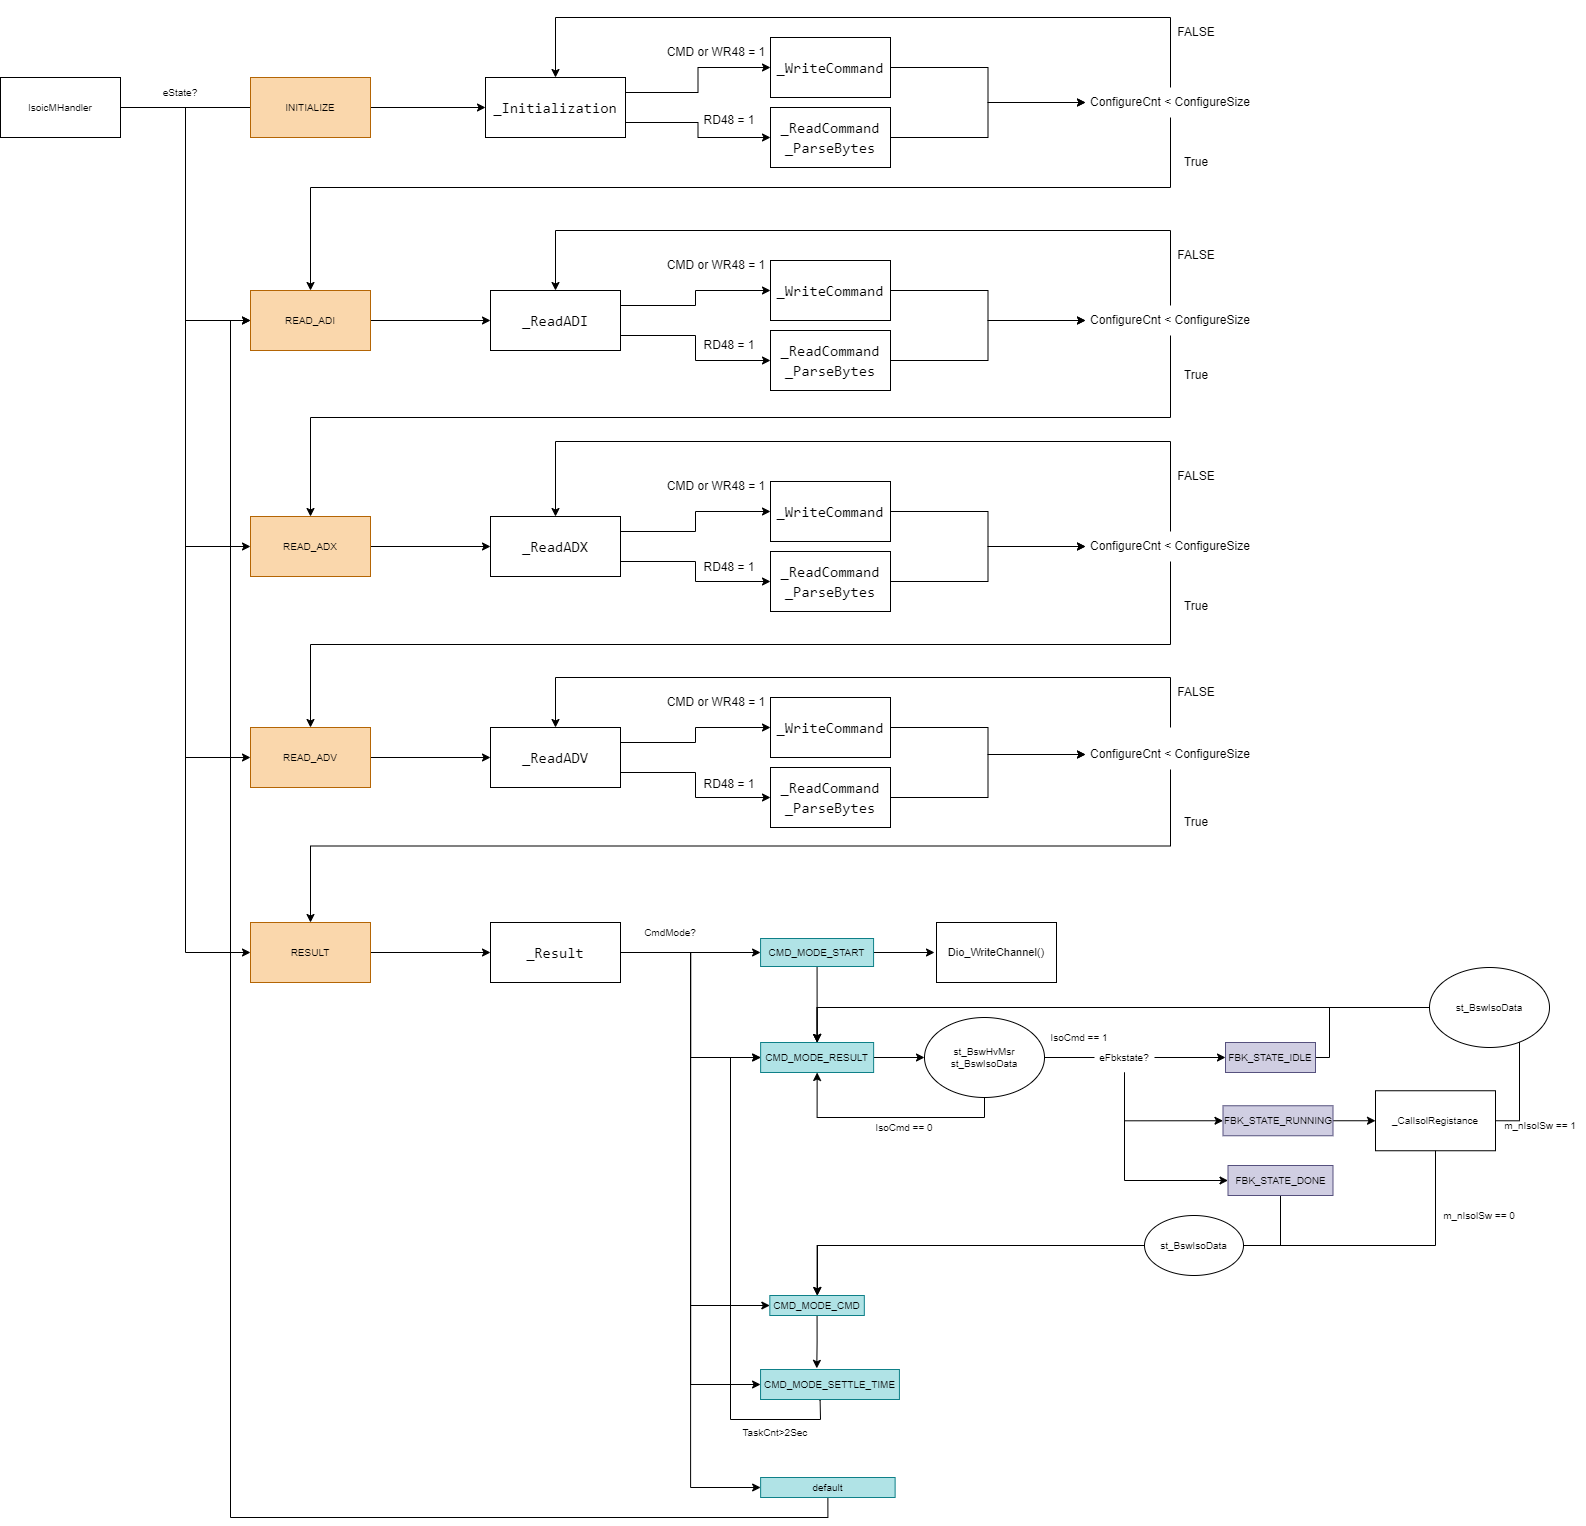 FALSE
CMD or WR48 = 1
_WriteCommand
IsoicMHandler
eState?
INITIALIZE
_Initialization
ConfigureCnt < ConfigureSize
RD48 = 1
_ReadCommand
_ParseBytes
True
FALSE
CMD or WR48 = 1
_WriteCommand
READ_ADI
_ReadADI
ConfigureCnt < ConfigureSize
RD48 = 1
_ReadCommand
_ParseBytes
True
FALSE
CMD or WR48 = 1
_WriteCommand
READ_ADX
_ReadADX
ConfigureCnt < ConfigureSize
RD48 = 1
_ReadCommand
_ParseBytes
True
FALSE
CMD or WR48 = 1
_WriteCommand
READ_ADV
_ReadADV
ConfigureCnt < ConfigureSize
RD48 = 1
_ReadCommand
_ParseBytes
True
RESULT
_Result
CmdMode?
CMD_MODE_START
Dio_WriteChannel()
st_BswIsoData
CMD_MODE_RESULT
st_BswHvMsr
st_BswIsoData
IsoCmd == 1
eFbkstate?
FBK_STATE_IDLE
IsoCmd == 0
FBK_STATE_RUNNING
_CalIsolRegistance
m_nIsolSw == 1
FBK_STATE_DONE
m_nIsolSw == 0
st_BswIsoData
CMD_MODE_CMD
CMD_MODE_SETTLE_TIME
TaskCnt>2Sec
default